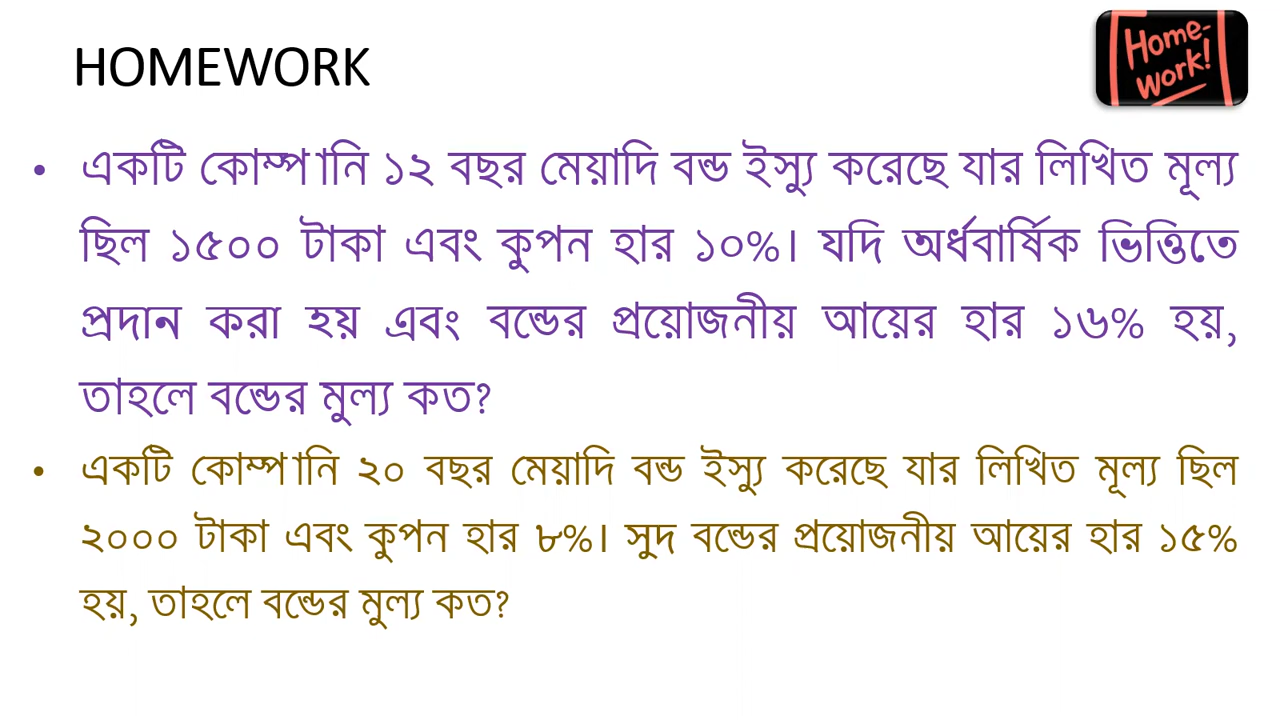 HOMEWORK
Home-
work!
• একটি কোম্পানি ১২ বছর মেয়াদি বন্ড ইস্যু করেছে যার লিখিত মূল্য
ছিল ১৫০০ টাকা এবং কুপন হার ১০%। যদি অর্ধবার্ষিক ভিত্তিতে
প্রদান করা হয় এবং বন্ডের প্রয়োজনীয় আয়ের হার ১৬% হয়,
তাহলে বন্ডের মুল্য কত?
• একটি কোম্পানি ২০ বছর মেয়াদি বন্ড ইস্যু করেছে যার লিখিত মূল্য ছিল
২০০০ টাকা এবং কুপন হার ৮%। সুদ বন্ডের প্রয়োজনীয় আয়ের হার ১৫%
হয়, তাহলে বন্ডের মুল্য কত?